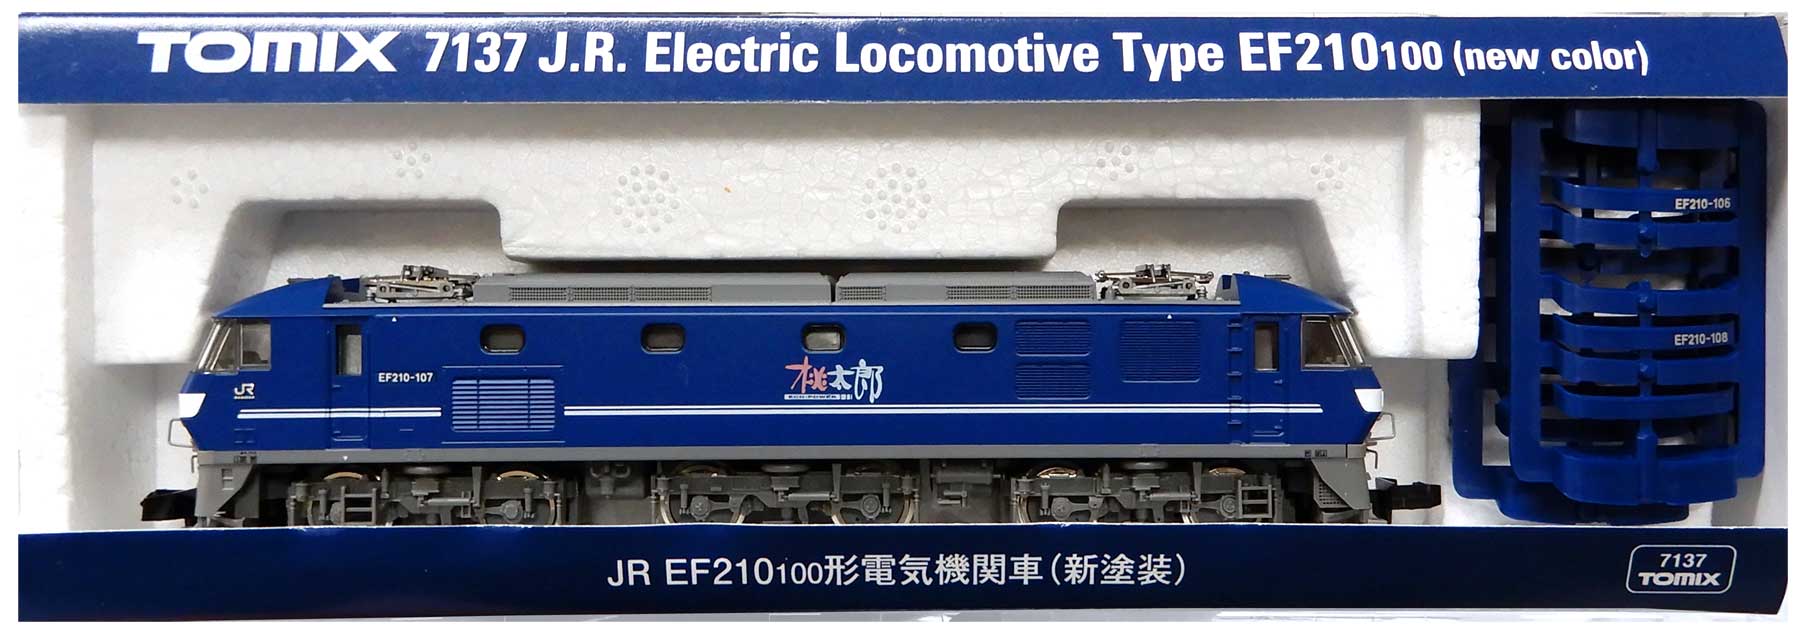 TOMIX 7137 J.R. Electric Locomotive Type EF210100 (new color)
EF210-106
EF210-108
EF210-107
JR
桃太郎
ECO-POWER
JR EF210100形電気機関車(新塗装)
7137
TOMIX